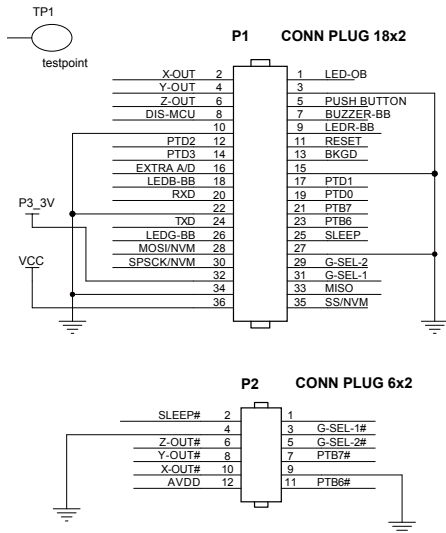 TP1
testpoint
P1 CONN PLUG 18x2
X-OUT 2 1 LED-OB
Y-OUT 4 3
Z-OUT 6 5 PUSH BUTTON
DIS-MCU 8 7 BUZZER-BB
10 9 LEDR-BB
PTD2 12 11 RESET
PTD3 14 13 BKGD
EXTRA A/D 16 15
LEDB-BB 18 17 PTD1
RXD 20 19 PTD0
P3_3V 22 21 PTB7
TXD 24 23 PTB6
LEDG-BB 26 25 SLEEP
MOSI/NVM 28 27
VCC SPSCK/NVM 30 29 G-SEL-2
32 31 G-SEL-1
34 33 MISO
36 35 SS/NVM
P2 CONN PLUG 6x2
SLEEP# 2 1
4 3 G-SEL-1#
Z-OUT# 6 5 G-SEL-2#
Y-OUT# 8 7 PTB7#
X-OUT# 10 9
AVDD 12 11 PTB6#